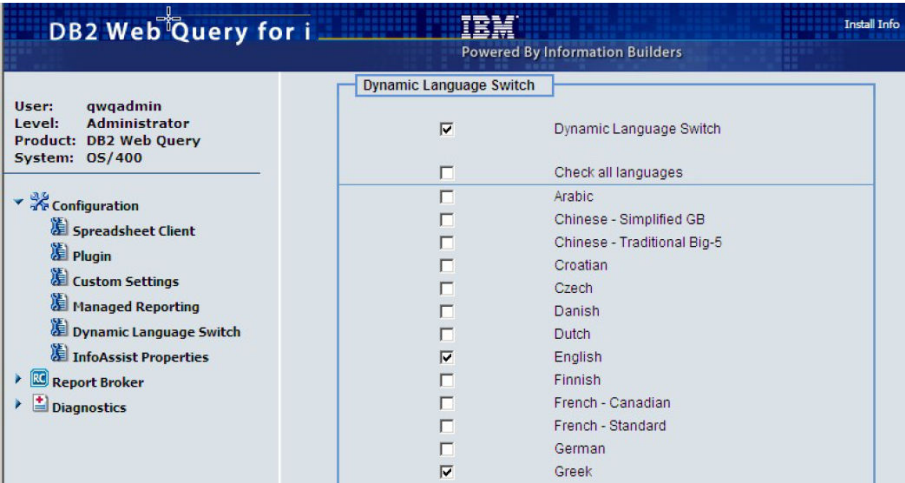 DB2 Web Query for i
IBM
Powered By Information Builders
Install Info
User: qwqadmin
Level: Administrator
Product: DB2 Web Query
System: OS/400
Configuration
Spreadsheet Client
Plugin
Custom Settings
Managed Reporting
Dynamic Language Switch
InfoAssist Properties
RC Report Broker
Diagnostics
Dynamic Language Switch
Dynamic Language Switch
Check all languages
Arabic
Chinese - Simplified GB
Chinese - Traditional Big-5
Croatian
Czech
Danish
Dutch
English
Finnish
French - Canadian
French - Standard
German
Greek